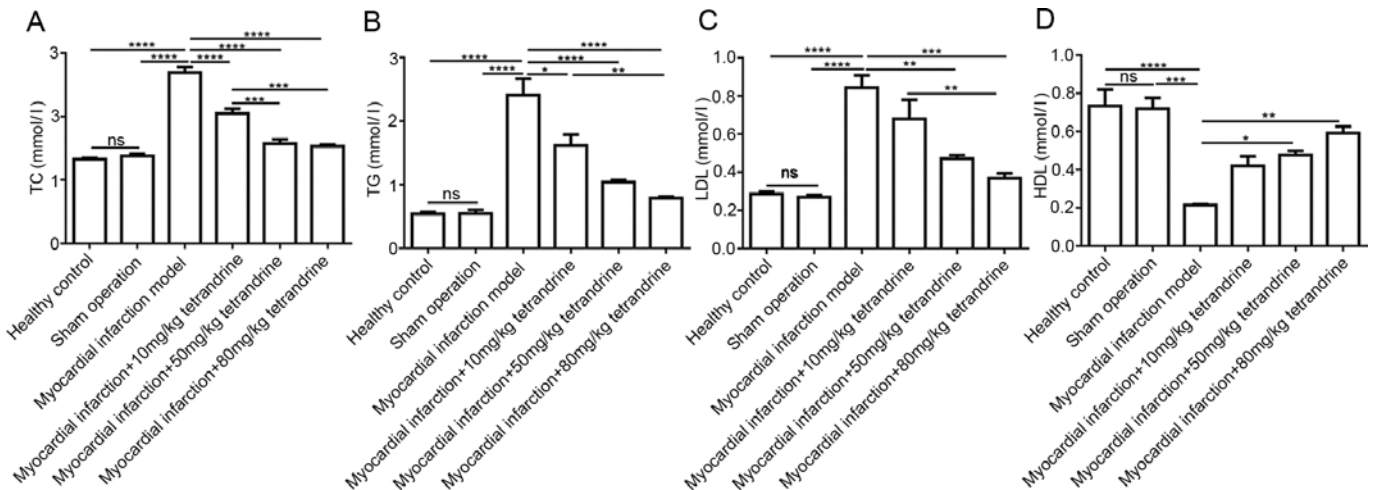 A
TC (mmol/l)
3
3
1
3
ns
****
****
****
****
****
***
***
Healthy control
Sham operation
Myocardial infarction model
Myocardial infarction+10mg/kg tetrandrine
Myocardial infarction+50mg/kg tetrandrine
Myocardial infarction+80mg/kg tetrandrine
B
TG (mmol/l)
3
2
1
0
ns
****
****
****
****
*
**
Healthy control
Sham operation
Myocardial infarction model
Myocardial infarction+10mg/kg tetrandrine
Myocardial infarction+50mg/kg tetrandrine
Myocardial infarction+80mg/kg tetrandrine
C
LDL (mmol/l)
1.0
0.8
0.6
0.4
0.2
0.0
ns
****
***
****
**
**
Healthy control
Sham operation
Myocardial infarction model
Myocardial infarction+10mg/kg tetrandrine
Myocardial infarction+50mg/kg tetrandrine
Myocardial infarction+80mg/kg tetrandrine
D
HDL (mmol/l)
1.0
0.8
0.6
0.4
0.2
0.0
****
ns
***
**
*
Healthy control
Sham operation
Myocardial infarction model
Myocardial infarction+10mg/kg tetrandrine
Myocardial infarction+50mg/kg tetrandrine
Myocardial infarction+80mg/kg tetrandrine